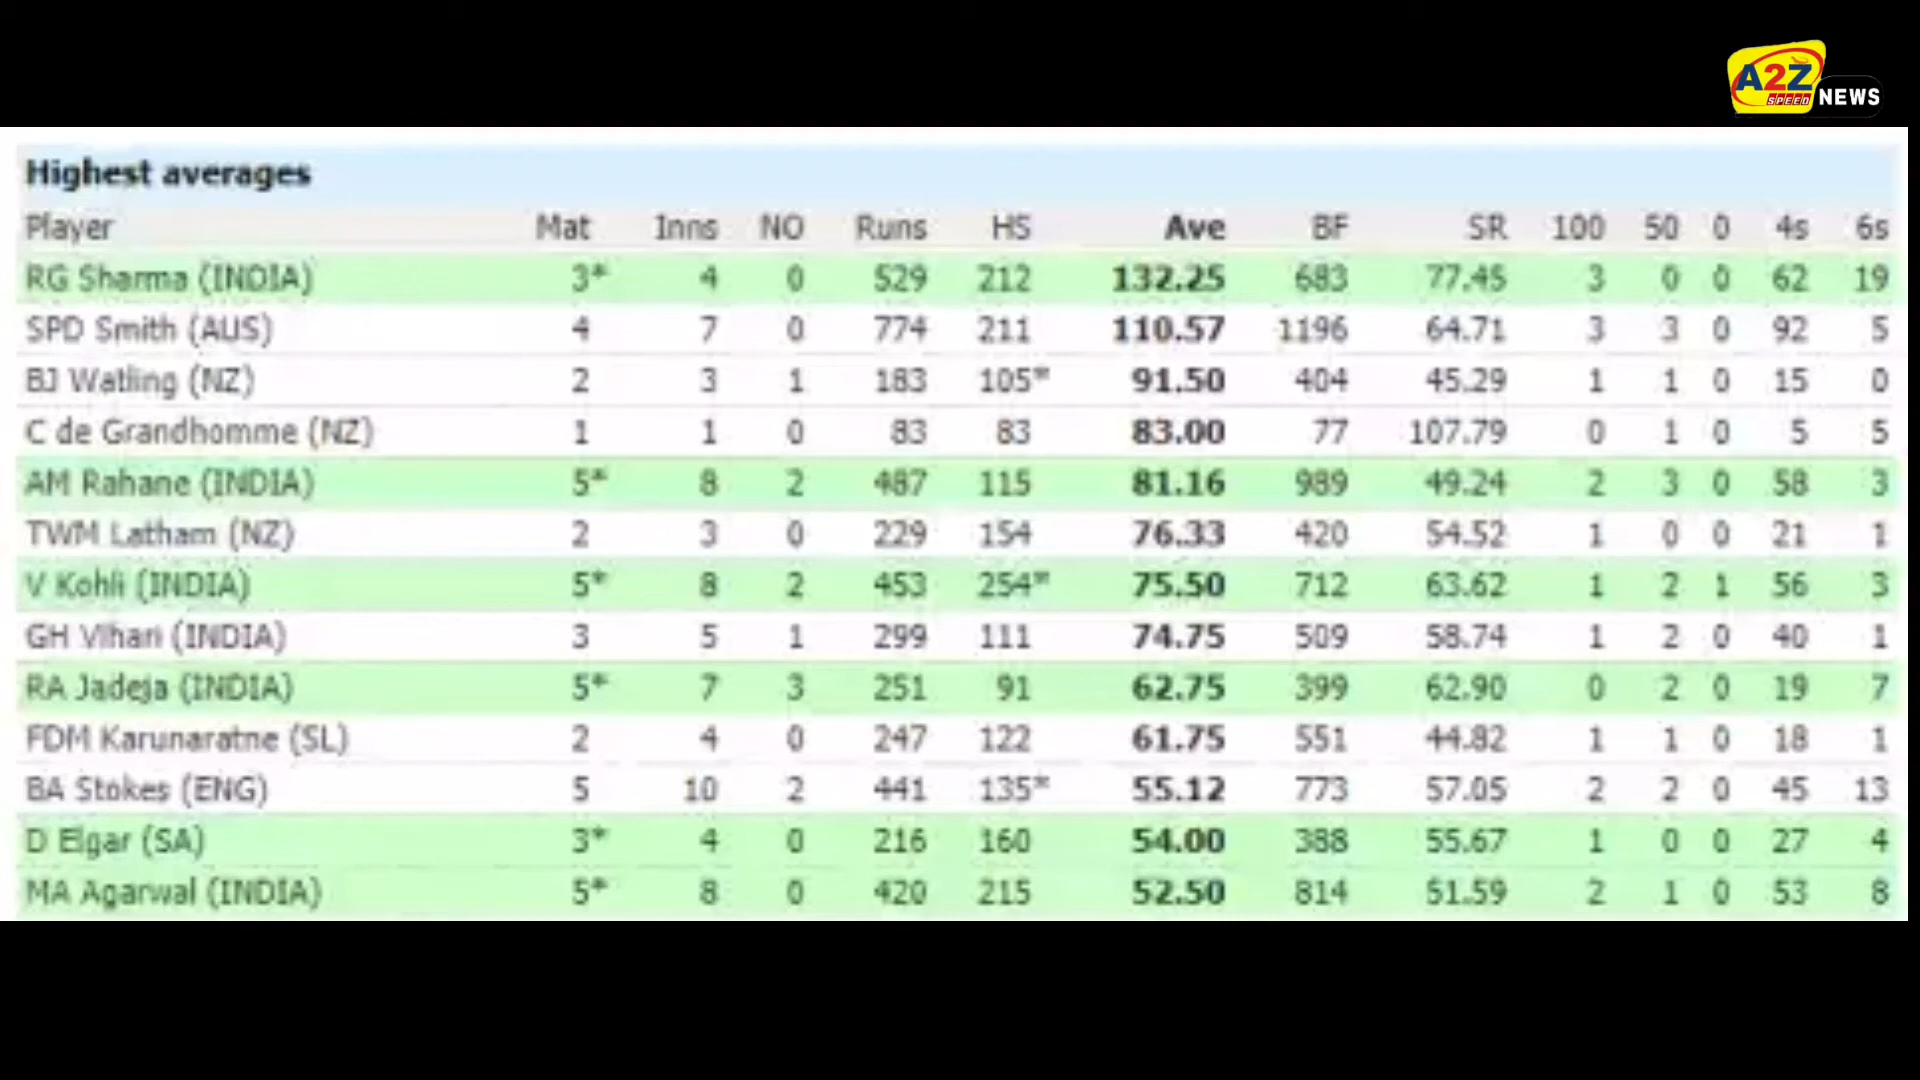 A2Z
SPEED NEWS
Highest averages
Player Mat Inns NO Runs HS Ave BF SR 100 50 0 4s 6s
RG Sharma (INDIA) 3* 4 0 529 212 132.25 683 77.45 3 0 0 62 19
SPD Smith (AUS) 4 7 0 774 211 110.57 1196 64.71 3 3 0 92 5
BJ Watling (NZ) 2 3 1 183 105* 91.50 404 45.29 1 1 0 15 0
C de Grandhomme (NZ) 1 1 0 83 83 83.00 77 107.79 0 1 0 5 5
AM Rahane (INDIA) 5* 8 2 487 115 81.16 989 49.24 2 3 0 58 3
TWM Latham (NZ) 2 3 0 229 154 76.33 420 54.52 1 0 0 21 1
V Kohli (INDIA) 5* 8 2 453 254* 75.50 712 63.62 1 2 1 56 3
GH Vihari (INDIA) 3 5 1 299 111 74.75 509 58.74 1 2 0 40 1
RA Jadeja (INDIA) 5* 7 3 251 91 62.75 399 62.90 0 2 0 19 7
FDM Karunaratne (SL) 2 4 0 247 122 61.75 551 44.82 1 1 0 18 1
BA Stokes (ENG) 5 10 2 441 135* 55.12 773 57.05 2 2 0 45 13
D Elgar (SA) 3* 4 0 216 160 54.00 388 55.67 1 0 0 27 4
MA Agarwal (INDIA) 5* 8 0 420 215 52.50 814 51.59 2 1 0 53 8